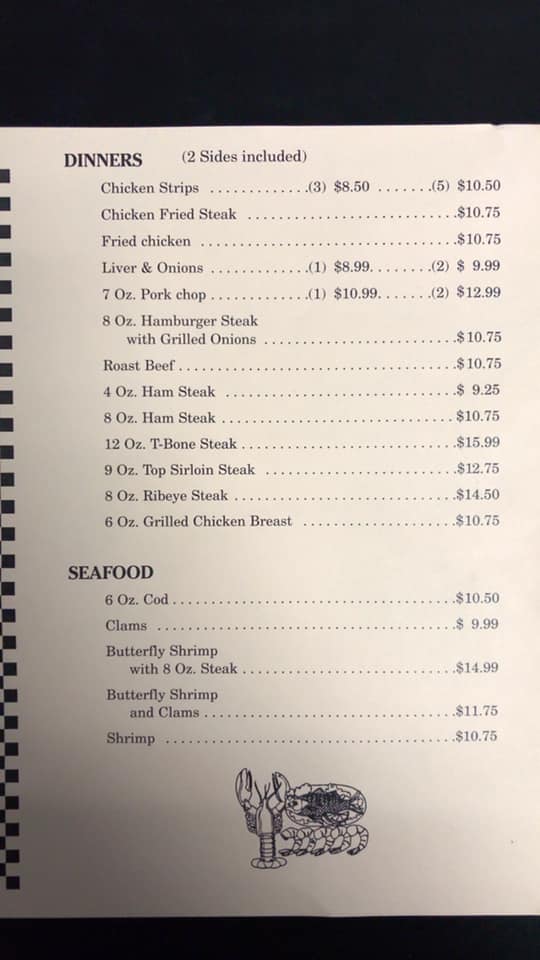 DINNERS (2 Sides included)
Chicken Strips .............(3) $8.50 .......(5) $10.50
Chicken Fried Steak ...........................$10.75
Fried chicken .................................$10.75
Liver & Onions .............(1) $8.99........(2) $ 9.99
7 Oz. Pork chop.............(1) $10.99.......(2) $12.99
8 Oz. Hamburger Steak
with Grilled Onions .........................$10.75
Roast Beef....................................$10.75
4 Oz. Ham Steak ..............................$ 9.25
8 Oz. Ham Steak .............................. $10.75
12 Oz. T-Bone Steak............................$15.99
9 Oz. Top Sirloin Steak .........................$12.75
8 Oz. Ribeye Steak .............................$14.50
6 Oz. Grilled Chicken Breast ....................$10.75
SEAFOOD
6 Oz. Cod.....................................$10.50
Clams .......................................$ 9.99
Butterfly Shrimp
with 8 Oz. Steak ............................$14.99
Butterfly Shrimp
and Clams .................................$11.75
Shrimp ......................................$10.75